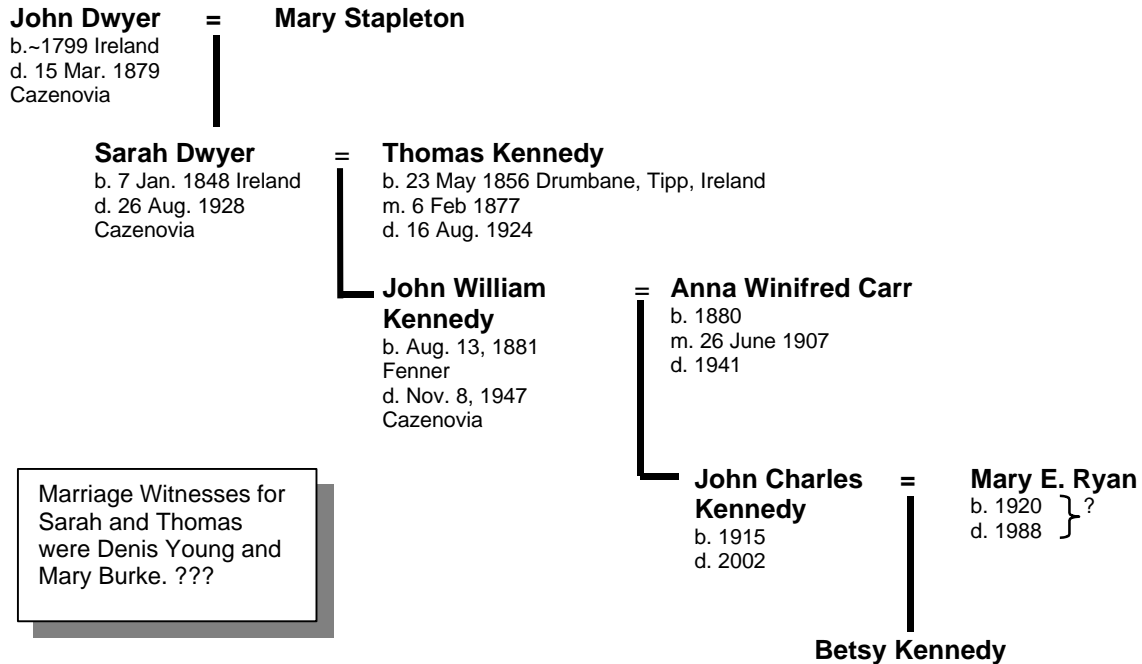 John Dwyer = Mary Stapleton
b.~1799 Ireland
d. 15 Mar. 1879
Cazenovia
Sarah Dwyer = Thomas Kennedy
b. 7 Jan. 1848 Ireland
d. 26 Aug. 1928
Cazenovia
b. 23 May 1856 Drumbane, Tipp, Ireland
m. 6 Feb 1877
d. 16 Aug. 1924
John William
Kennedy
= Anna Winifred Carr
b. Aug. 13, 1881
Fenner
d. Nov. 8, 1947
Cazenovia
b. 1880
m. 26 June 1907
d. 1941
Marriage Witnesses for
Sarah and Thomas
were Denis Young and
Mary Burke. ???
John Charles
Kennedy
= Mary E. Ryan
b. 1915
d. 2002
b. 1920
d. 1988
} ?
Betsy Kennedy